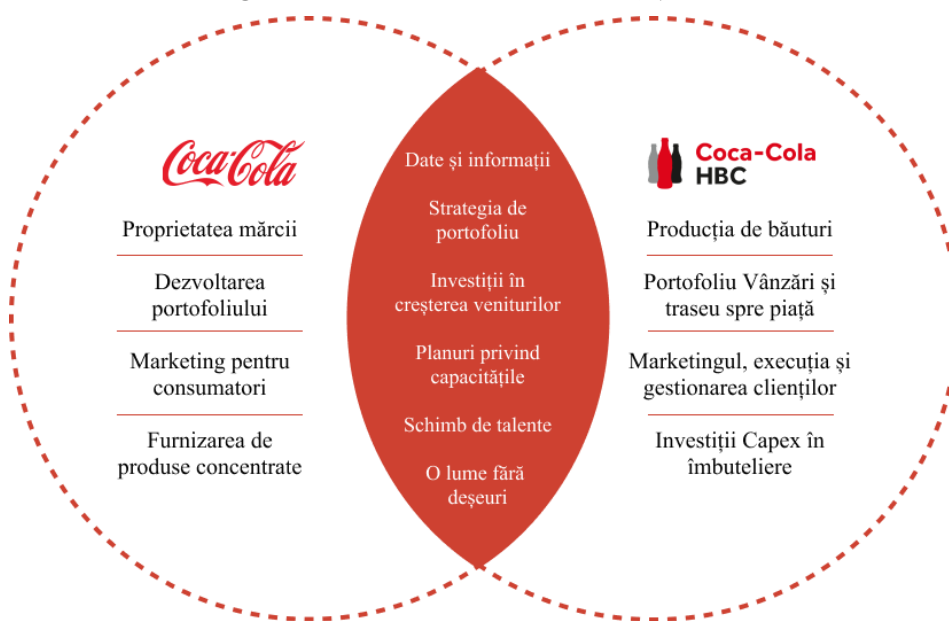 Coca-Cola
Proprietatea mărcii
Dezvoltarea
portofoliului
Marketing pentru
consumatori
Furnizarea de
produse concentrate
Date și informații
Strategia de
portofoliu
Investiții în
creșterea veniturilor
Planuri privind
capacitățile
Schimb de talente
O lume fără
deșeuri
Coca-Cola
HBC
Producția de băuturi
Portofoliu Vânzări și
traseu spre piață
Marketingul, execuția și
gestionarea clienților
Investiții Capex în
îmbuteliere